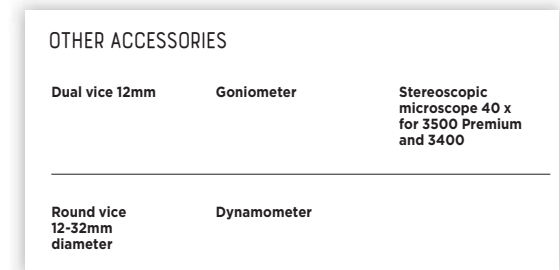 OTHER ACCESSORIES
Dual vice 12mm
Goniometer
Stereoscopic
microscope 40 x
for 3500 Premium
and 3400
Round vice
12-32mm
diameter
Dynamometer